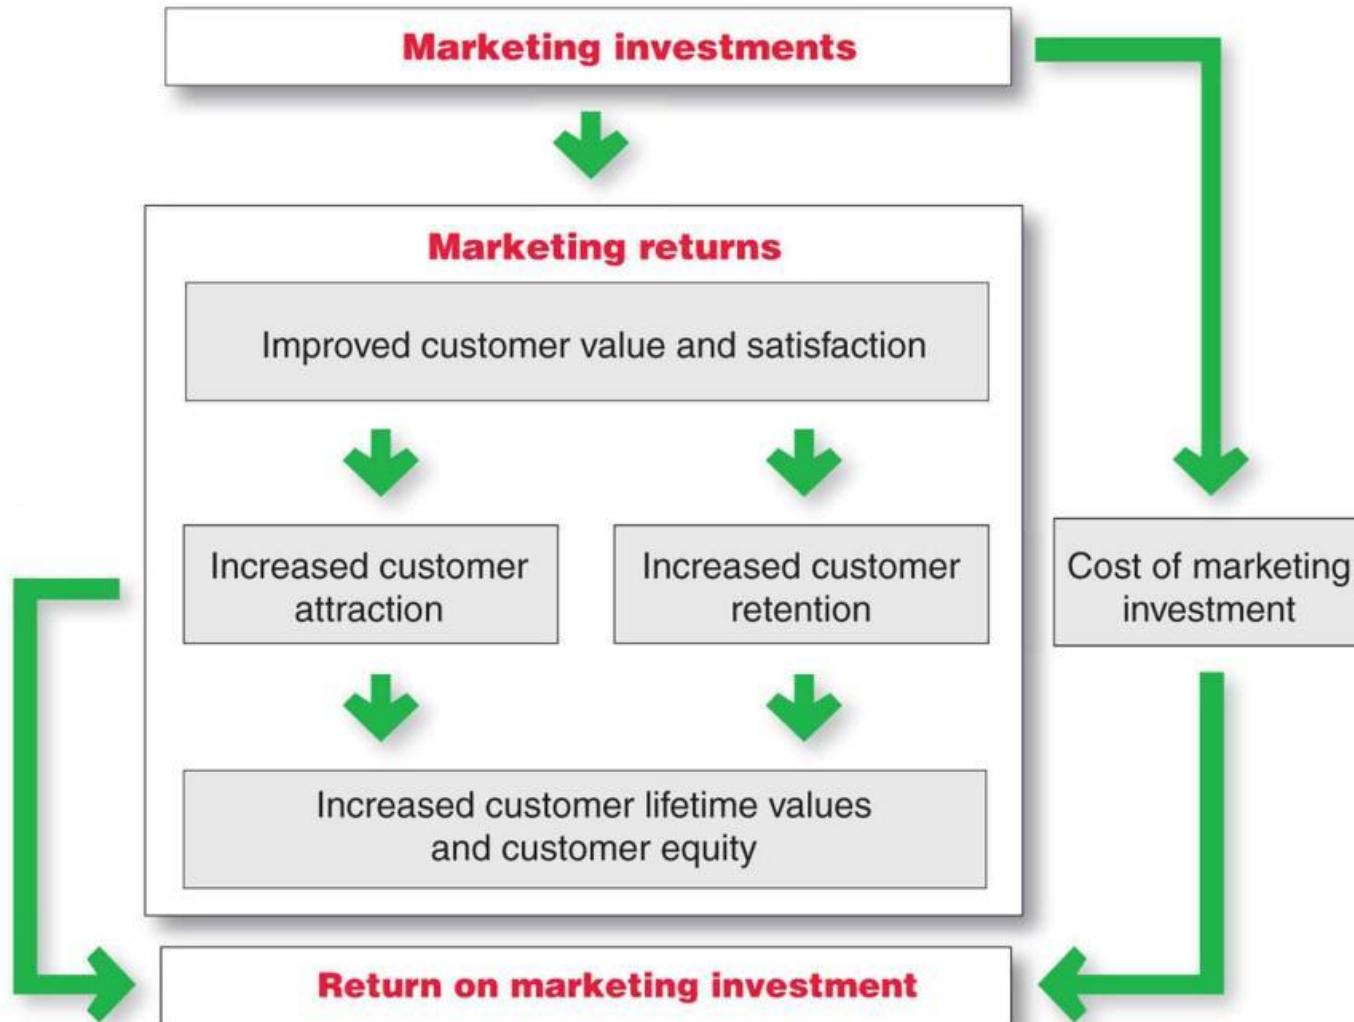 Marketing investments
Marketing returns
Improved customer value and satisfaction
Increased customer
attraction
Increased customer
retention
Cost of marketing
investment
Increased customer lifetime values
and customer equity
Return on marketing investment